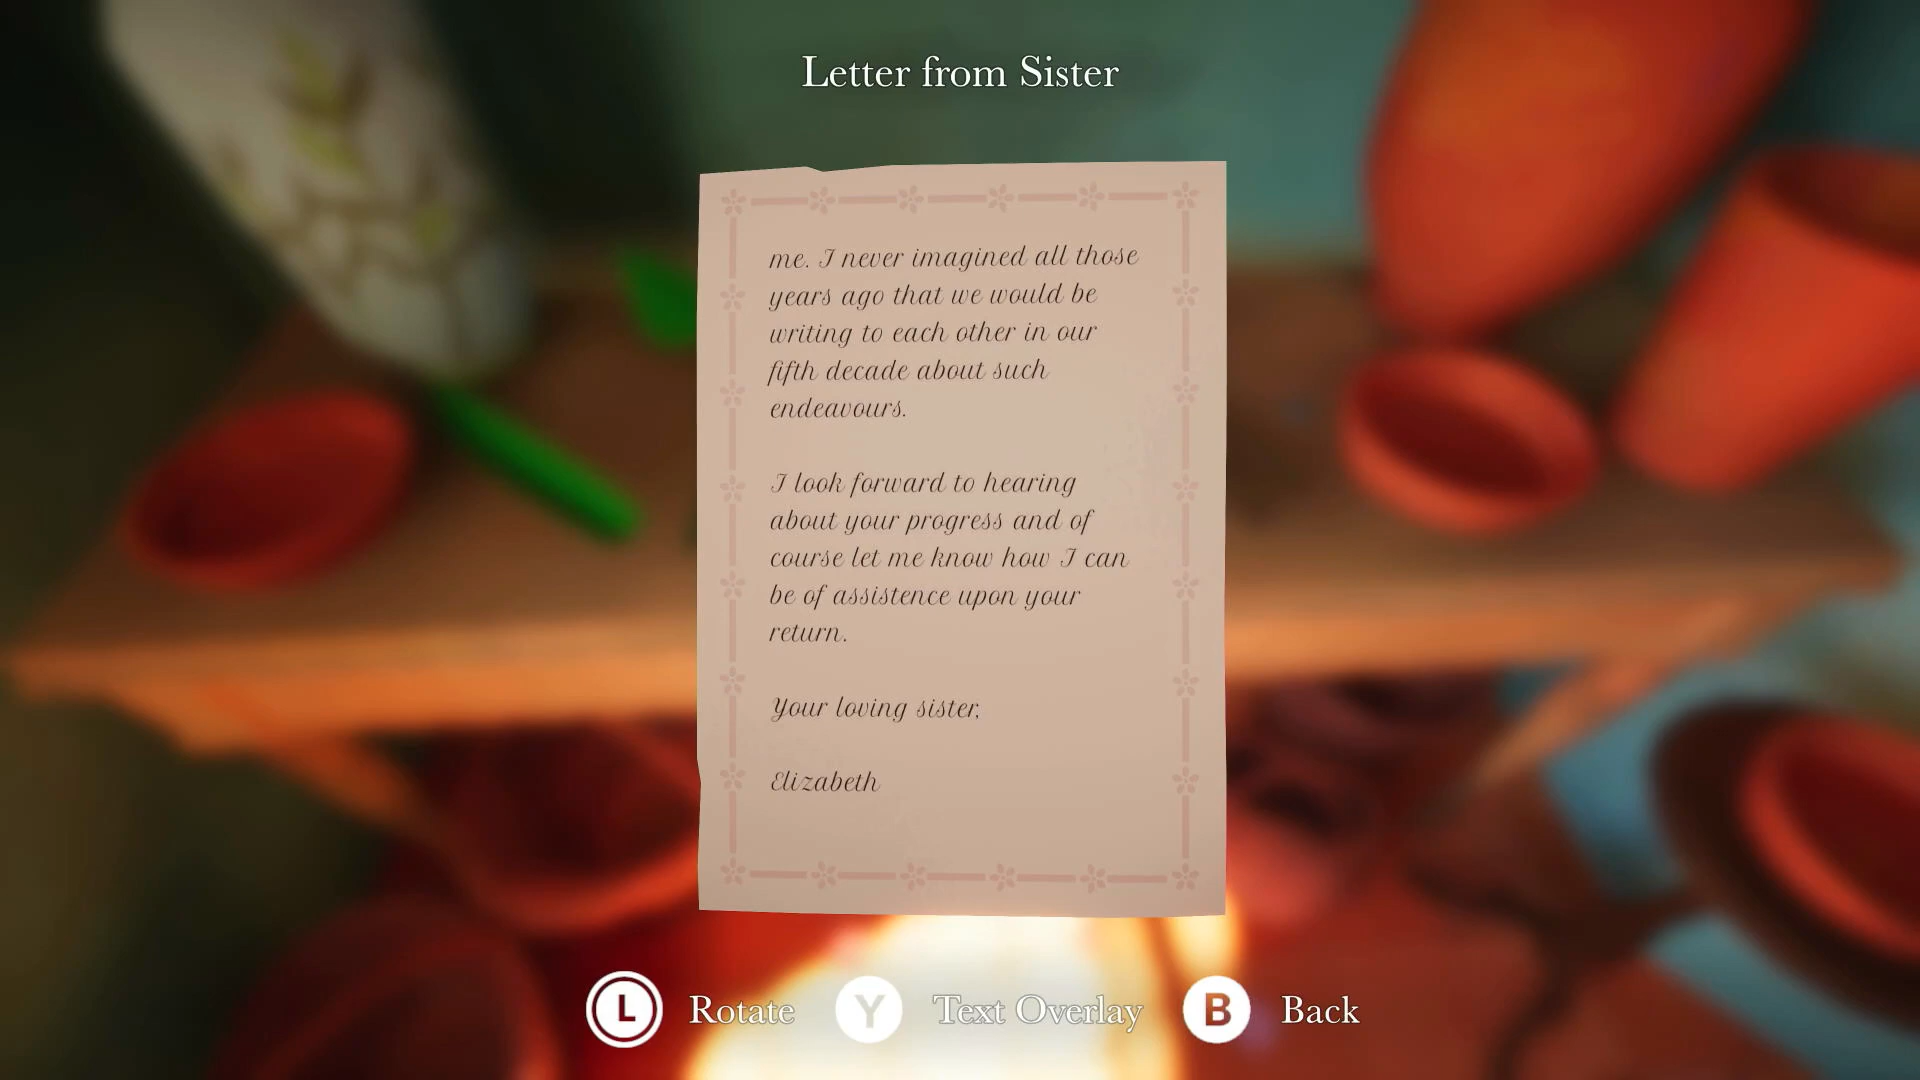 Letter from Sister
me. I never imagined all those
years ago that we would be
writing to each other in our
fifth decade about such
endeavours.
I look forward to hearing
about your progress and of
course let me know how I can
be of assistence upon your
return.
Your loving sister,
Elizabeth
L Rotate Y Text Overlay B Back